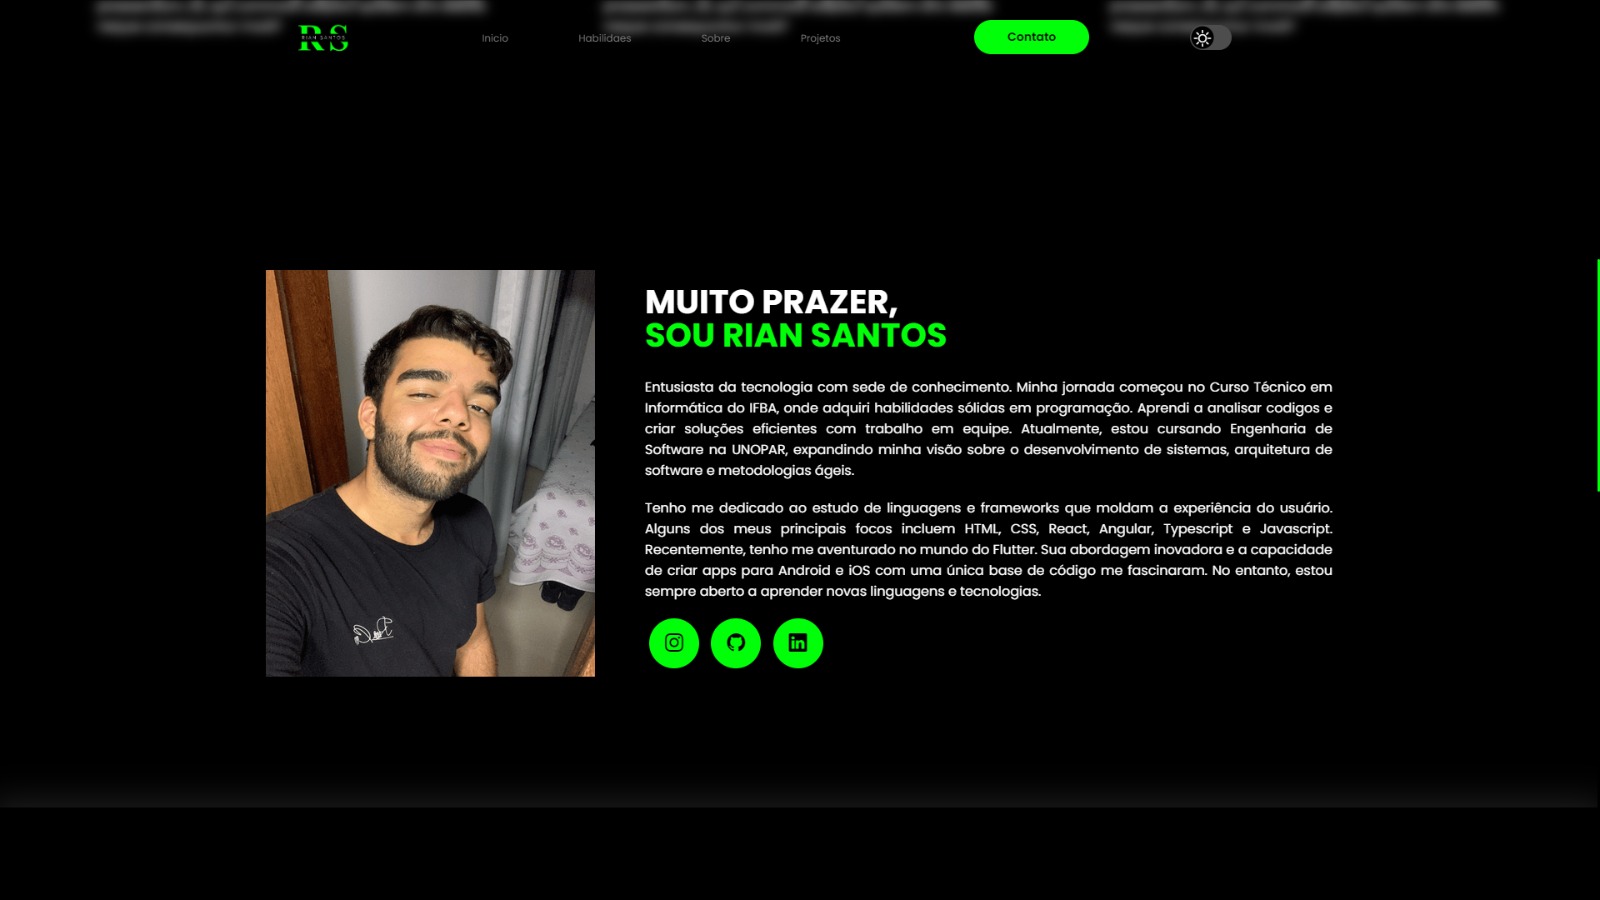 RS
RIAN SANTOS
Inicio
Habilidaes
Sobre
Projetos
Contato
MUITO PRAZER,
SOU RIAN SANTOS
Entusiasta da tecnologia com sede de conhecimento. Minha jornada começou no Curso Técnico em
Informática do IFBA, onde adquiri habilidades sólidas em programação. Aprendi a analisar codigos e
criar soluções eficientes com trabalho em equipe. Atualmente, estou cursando Engenharia de
Software na UNOPAR, expandindo minha visão sobre o desenvolvimento de sistemas, arquitetura de
software e metodologias ágeis.
Tenho me dedicado ao estudo de linguagens e frameworks que moldam a experiência do usuário.
Alguns dos meus principais focos incluem HTML, CSS, React, Angular, Typescript e Javascript.
Recentemente, tenho me aventurado no mundo do Flutter. Sua abordagem inovadora e a capacidade
de criar apps para Android e iOS com uma única base de código me fascinaram. No entanto, estou
sempre aberto a aprender novas linguagens e tecnologias.
in